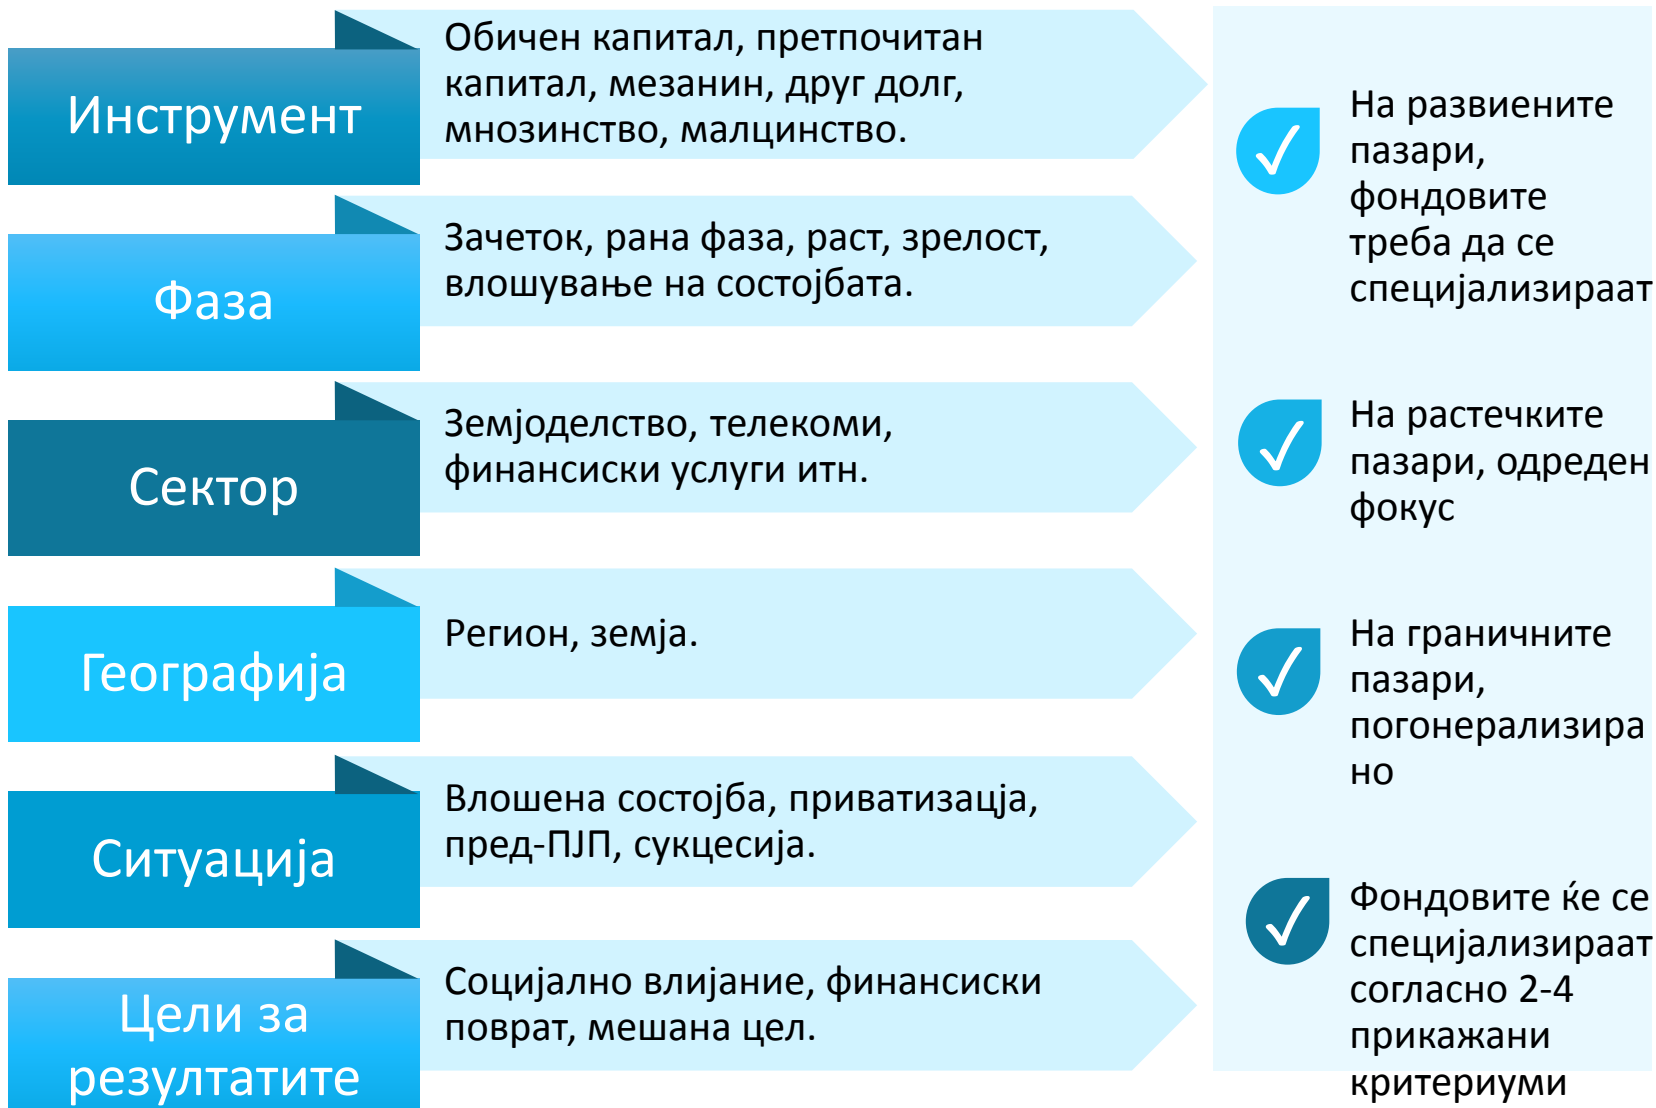 Инструмент
Обичен капитал, претпочитан
капитал, мезанин, друг долг,
мнозинство, малцинство.
Фаза
Зачеток, рана фаза, раст, зрелост,
влошување на состојбата.
Сектор
Земјоделство, телекоми,
финансиски услуги итн.
Географија
Регион, земја.
Ситуација
Влошена состојба, приватизацја,
пред-ПЈП, сукцесија.
Цели за
резултатите
Социјално влијание, финансиски
поврат, мешана цел.
На развиените
пазари,
фондовите
треба да се
специјализираат
На растечките
пазари, одреден
фокус
На граничните
пазари,
погонерализира
но
Фондовите ќе се
специјализираат
согласно 2-4
прикажани
критериуми